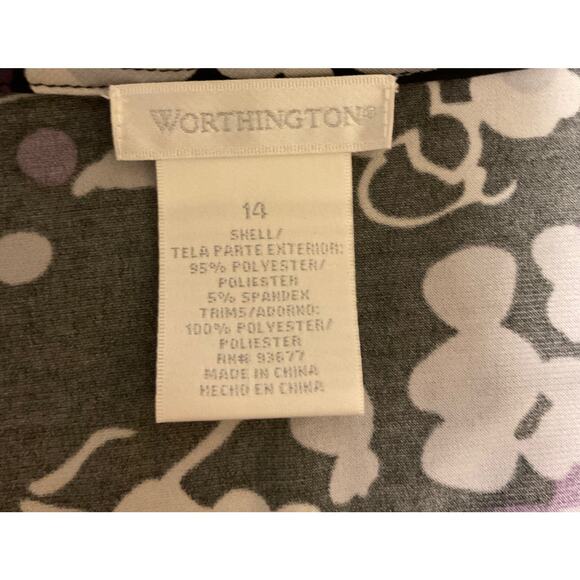 WORTHINGTON®
14
SHELL/
TELA PARTE EXTERIOR:
95% POLYESTER/
POLIESTER
5% SPANDEX
TRIMS/ADORNO:
100% POLYESTER/
POLIESTER
RN# 93677
MADE IN CHINA
HECHO EN CHINA